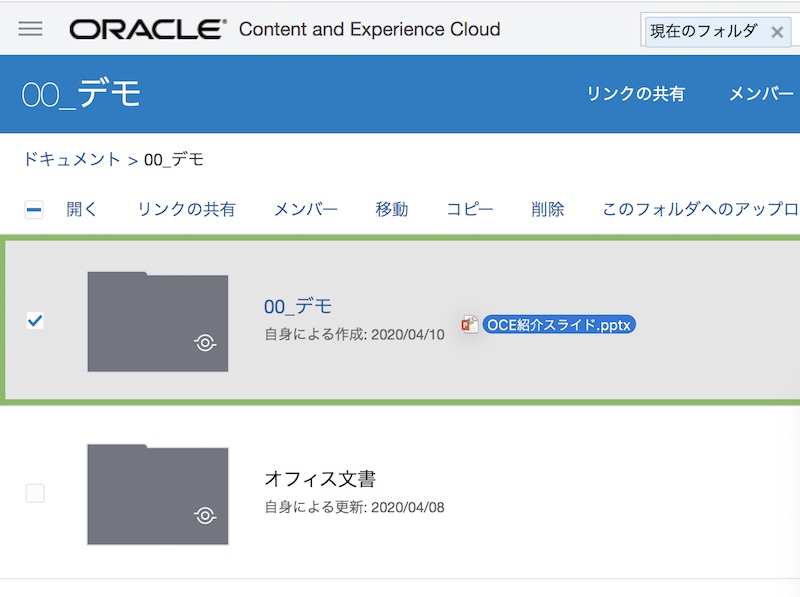 ORACLE® Content and Experience Cloud
現在のフォルダ ×
00_デモ
リンクの共有 メンバー
ドキュメント > 00_デモ
開く リンクの共有 メンバー 移動 コピー 削除 このフォルダへのアップロ
00_デモ
自身による作成: 2020/04/10
OCE紹介スライド.pptx
オフィス文書
自身による更新: 2020/04/08